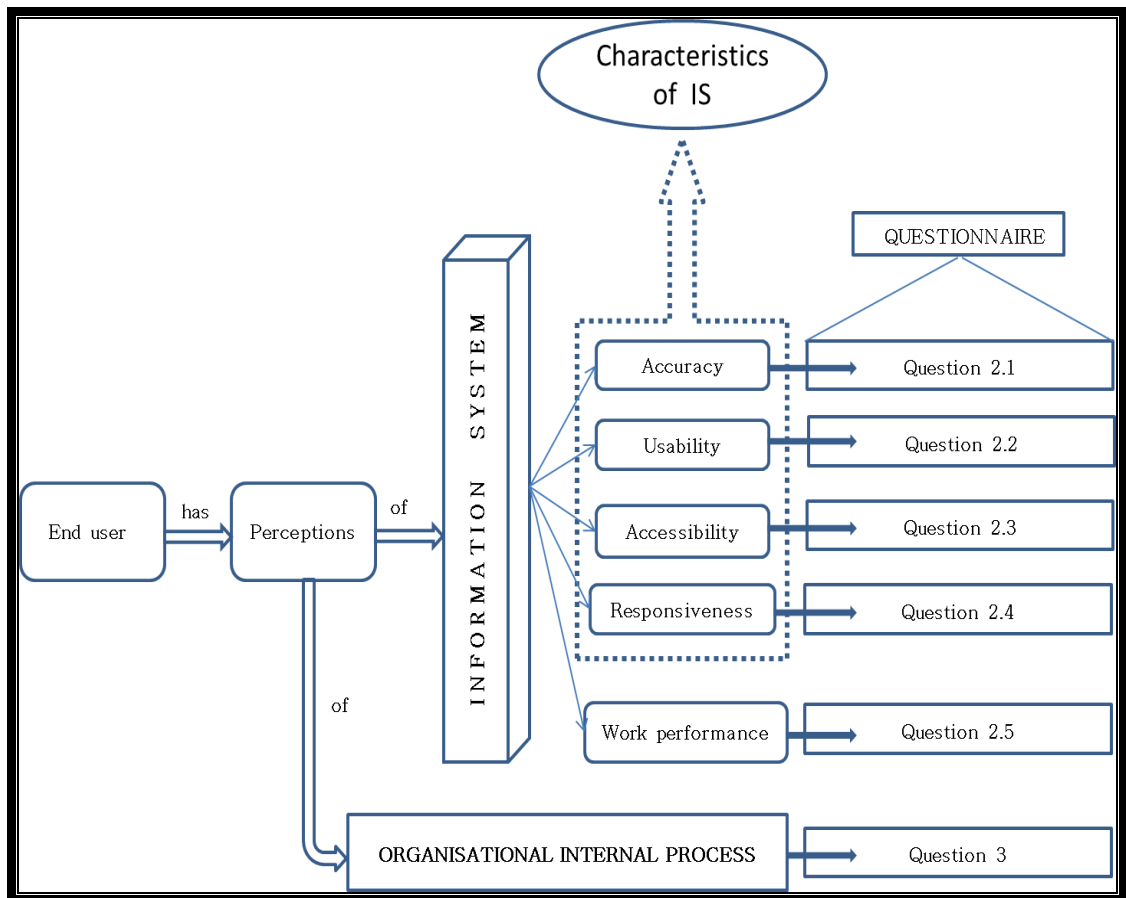 Characteristics
of IS
QUESTIONNAIRE
INFORMATION SYSTEM
Accuracy
Question 2.1
Usability
Question 2.2
End user
has
Perceptions
of
Accessibility
Question 2.3
Responsiveness
Question 2.4
of
Work performance
Question 2.5
ORGANISATIONAL INTERNAL PROCESS
Question 3